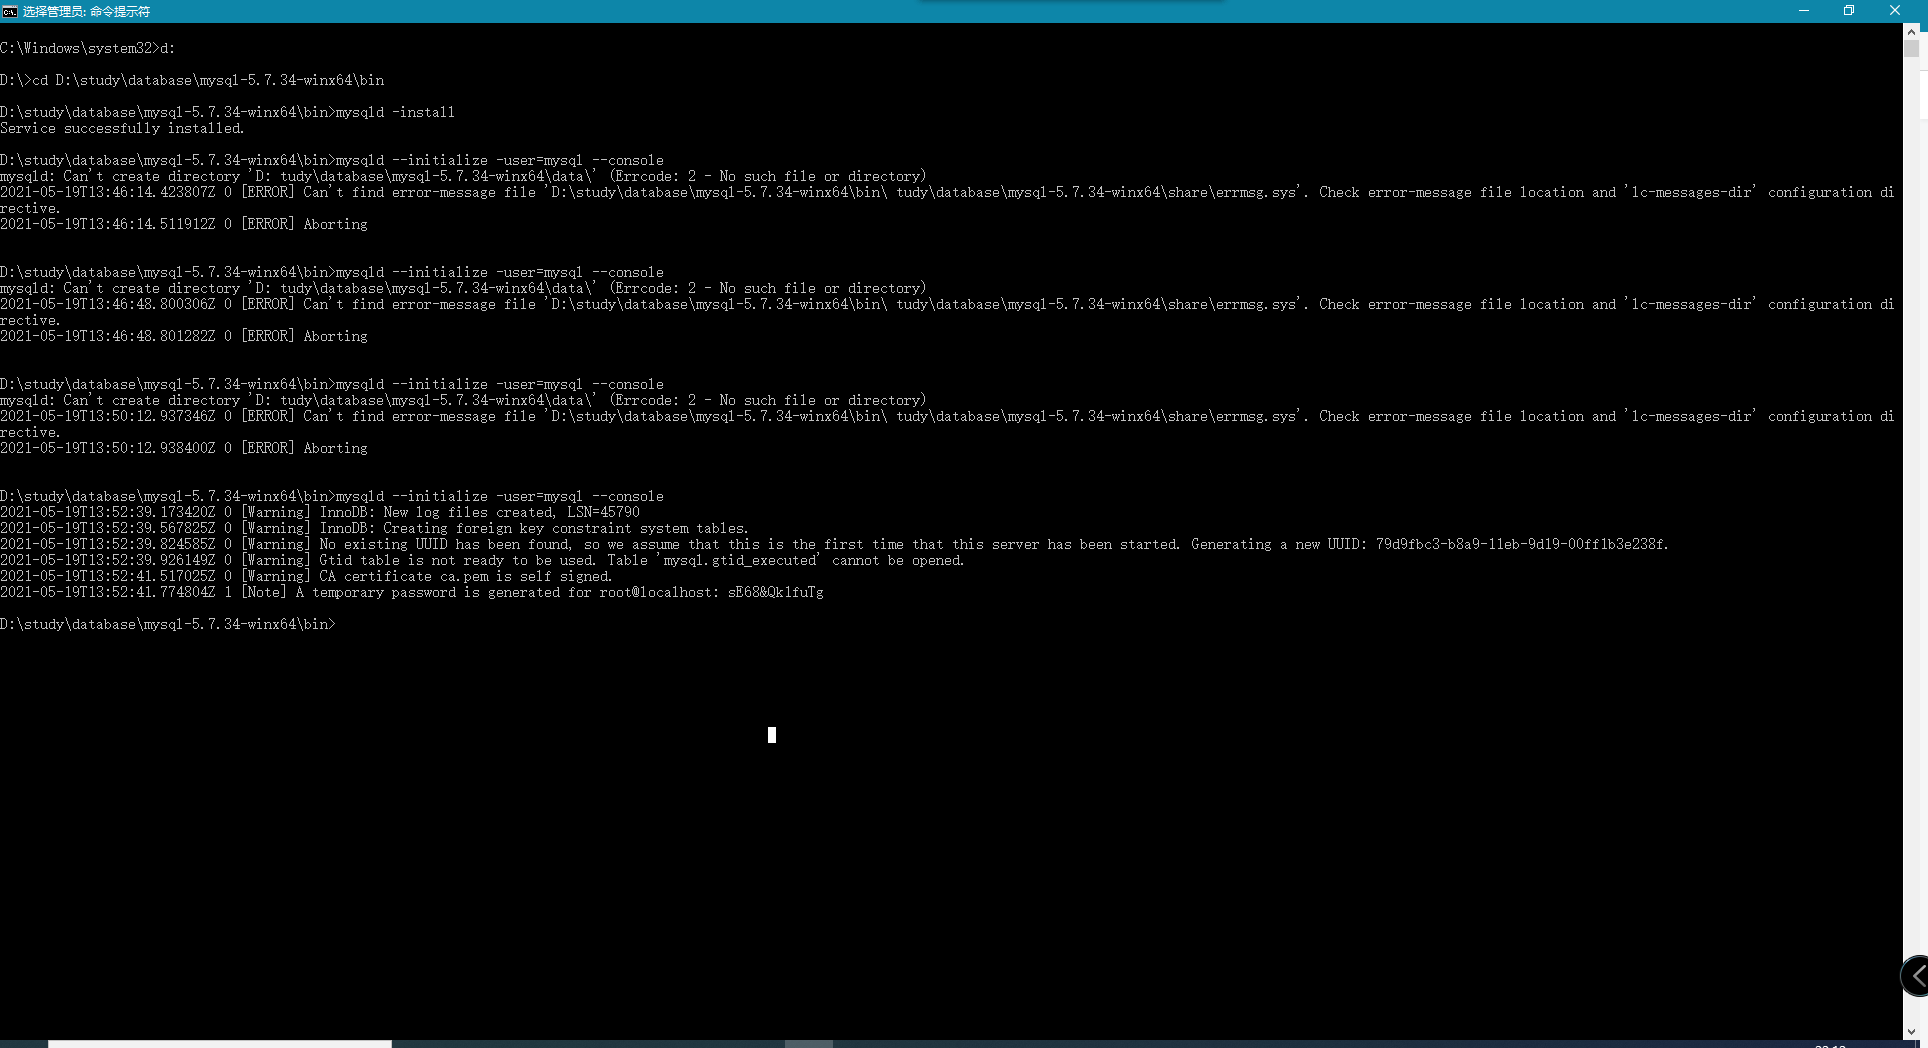 选择管理员: 命令提示符
C:\Windows\system32>d:
D:\>cd D:\study\database\mysql-5.7.34-winx64\bin
D:\study\database\mysql-5.7.34-winx64\bin>mysqld -install
Service successfully installed.
D:\study\database\mysql-5.7.34-winx64\bin>mysqld --initialize -user=mysql --console
mysqld: Can't create directory 'D: tudy\database\mysql-5.7.34-winx64\data\' (Errcode: 2 - No such file or directory)
2021-05-19T13:46:14.423807Z 0 [ERROR] Can't find error-message file 'D:\study\database\mysql-5.7.34-winx64\bin\ tudy\database\mysql-5.7.34-winx64\share\errmsg.sys'. Check error-message file location and 'lc-messages-dir' configuration di
rective.
2021-05-19T13:46:14.511912Z 0 [ERROR] Aborting
D:\study\database\mysql-5.7.34-winx64\bin>mysqld --initialize -user=mysql --console
mysqld: Can't create directory 'D: tudy\database\mysql-5.7.34-winx64\data\' (Errcode: 2 - No such file or directory)
2021-05-19T13:46:48.800306Z 0 [ERROR] Can't find error-message file 'D:\study\database\mysql-5.7.34-winx64\bin\ tudy\database\mysql-5.7.34-winx64\share\errmsg.sys'. Check error-message file location and 'lc-messages-dir' configuration di
rective.
2021-05-19T13:46:48.801282Z 0 [ERROR] Aborting
D:\study\database\mysql-5.7.34-winx64\bin>mysqld --initialize -user=mysql --console
mysqld: Can't create directory 'D: tudy\database\mysql-5.7.34-winx64\data\' (Errcode: 2 - No such file or directory)
2021-05-19T13:50:12.937346Z 0 [ERROR] Can't find error-message file 'D:\study\database\mysql-5.7.34-winx64\bin\ tudy\database\mysql-5.7.34-winx64\share\errmsg.sys'. Check error-message file location and 'lc-messages-dir' configuration di
rective.
2021-05-19T13:50:12.938400Z 0 [ERROR] Aborting
D:\study\database\mysql-5.7.34-winx64\bin>mysqld --initialize -user=mysql --console
2021-05-19T13:52:39.173420Z 0 [Warning] InnoDB: New log files created, LSN=45790
2021-05-19T13:52:39.567825Z 0 [Warning] InnoDB: Creating foreign key constraint system tables.
2021-05-19T13:52:39.824585Z 0 [Warning] No existing UUID has been found, so we assume that this is the first time that this server has been started. Generating a new UUID: 79d9fbc3-b8a9-11eb-9d19-00ff1b3e238f.
2021-05-19T13:52:39.926149Z 0 [Warning] Gtid table is not ready to be used. Table 'mysql.gtid_executed' cannot be opened.
2021-05-19T13:52:41.517025Z 0 [Warning] CA certificate ca.pem is self signed.
2021-05-19T13:52:41.774804Z 1 [Note] A temporary password is generated for root@localhost: sE68&QklfuTg
D:\study\database\mysql-5.7.34-winx64\bin>